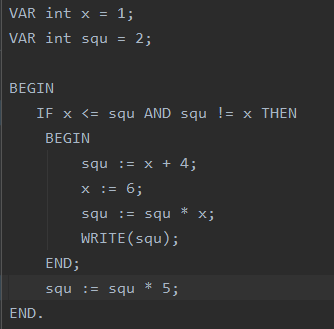 VAR int x = 1;
VAR int squ = 2;

BEGIN
   IF x <= squ AND squ != x THEN
    BEGIN
        squ := x + 4;
        x := 6;
        squ := squ * x;
        WRITE(squ);
    END;
    squ := squ * 5;
END.